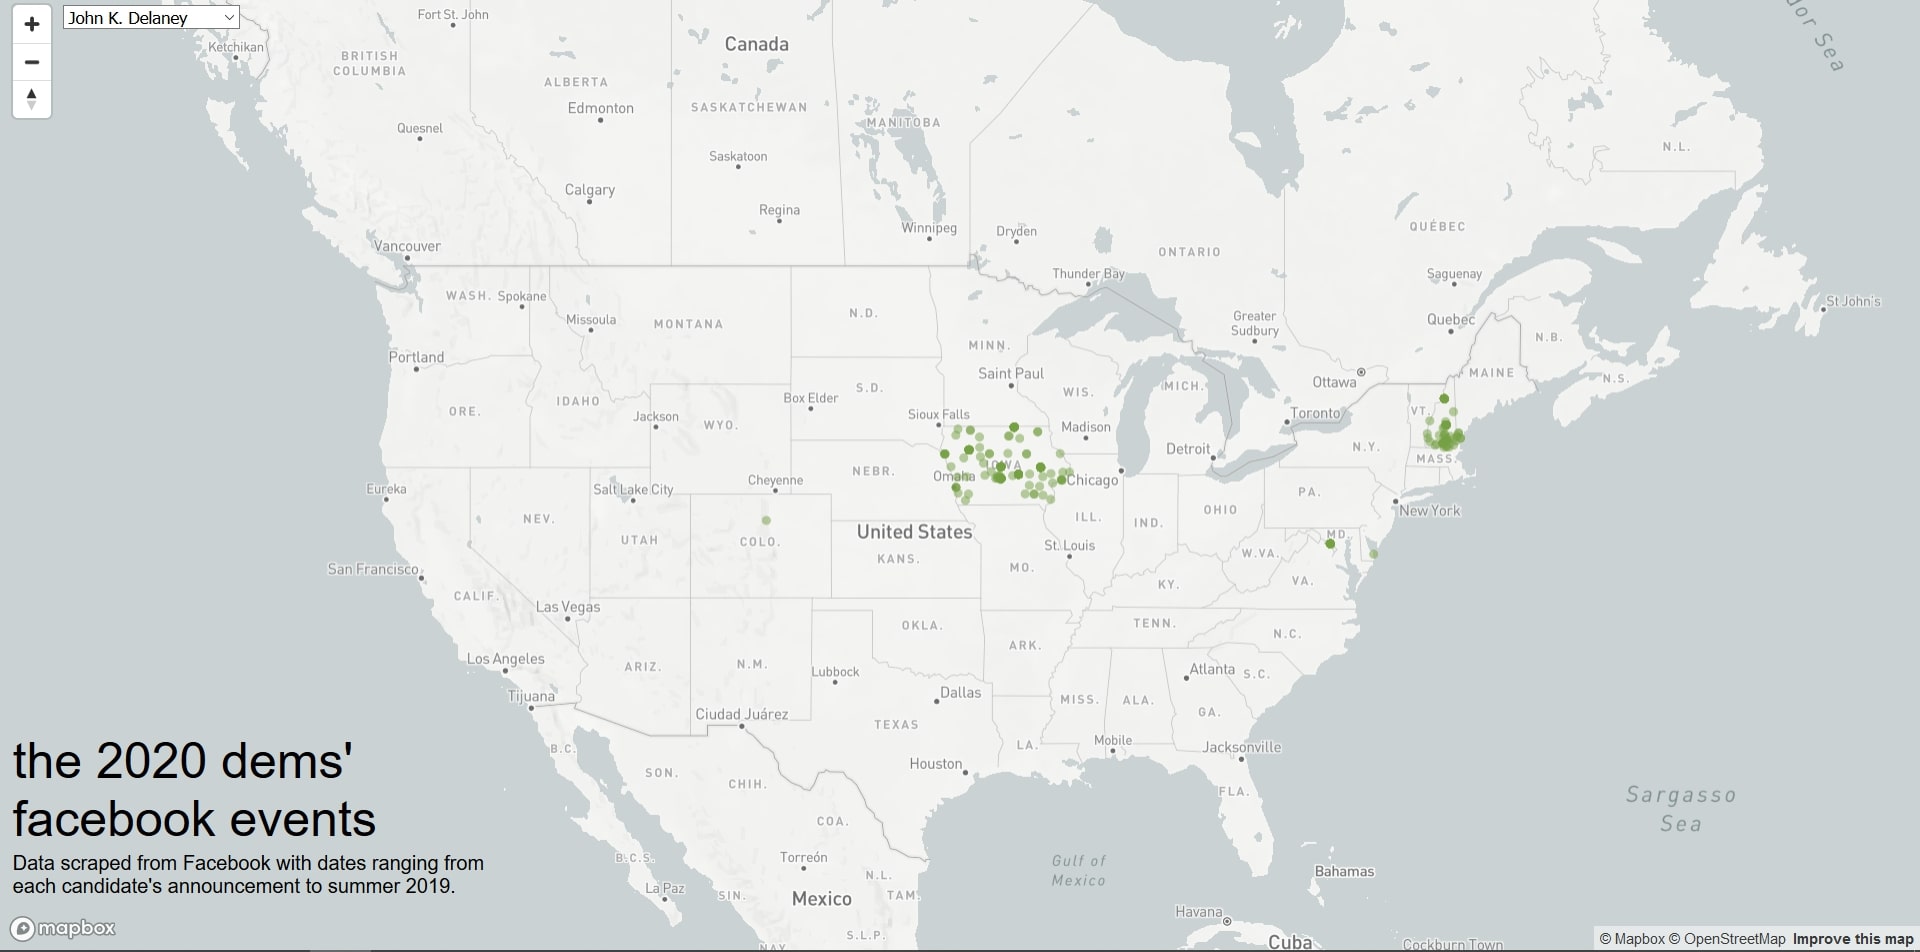 John K. Delaney
Fort St. John
Ketchikan
Canada
BRITISH
COLUMBIA
ALBERTA
Edmonton
SASKATCHEWAN
MANITOBA
Quesnel
Saskatoon
N.L.
Calgary
Regina
Winnipeg
Dryden
QUÉBEC
Vancouver
ONTARIO
Thunder Bay
Saguenay
WASH.
Spokane
St John's
Missoula
MONTANA
N.D.
Greater
Sudbury
Quebec
N.B.
MINN.
Portland
Saint Paul
MAINE
Ottawa
N.S.
IDAHO
S.D.
WIS.
MICH.
Box Elder
ORE.
Jackson
WYO.
Sioux Falls
Madison
Toronto
VT.
Detroit
N.Y.
MASS.
NEBR.
Omaha
IOWA
Chicago
Eureka
Salt Lake City
Cheyenne
PA.
New York
NEV.
United States
ILL.
IND.
OHIO
UTAH
COLO.
KANS.
St. Louis
MD.
W.VA.
San Francisco
MO.
KY.
VA.
CALIF.
Las Vegas
OKLA.
TENN.
N.C.
Los Angeles
ARIZ.
N.M.
Lubbock
ARK.
Atlanta
S.C.
Tijuana
Dallas
MISS.
ALA.
GA.
Ciudad Juárez
TEXAS
B.C.
LA.
Mobile
Jacksonville
Houston
SON.
CHIH.
FLA.
Sargasso
Sea
COA.
the 2020 dems'
facebook events
Data scraped from Facebook with dates ranging from
each candidate's announcement to summer 2019.
B.C.S.
Torreón
Gulf of
Mexico
Bahamas
La Paz
SIN.
Mexico
N.L.
TAM.
Havana
mapbox
NAY.
S.L.P.
Cuba
Cockburn Town
© Mapbox © OpenStreetMap Improve this map